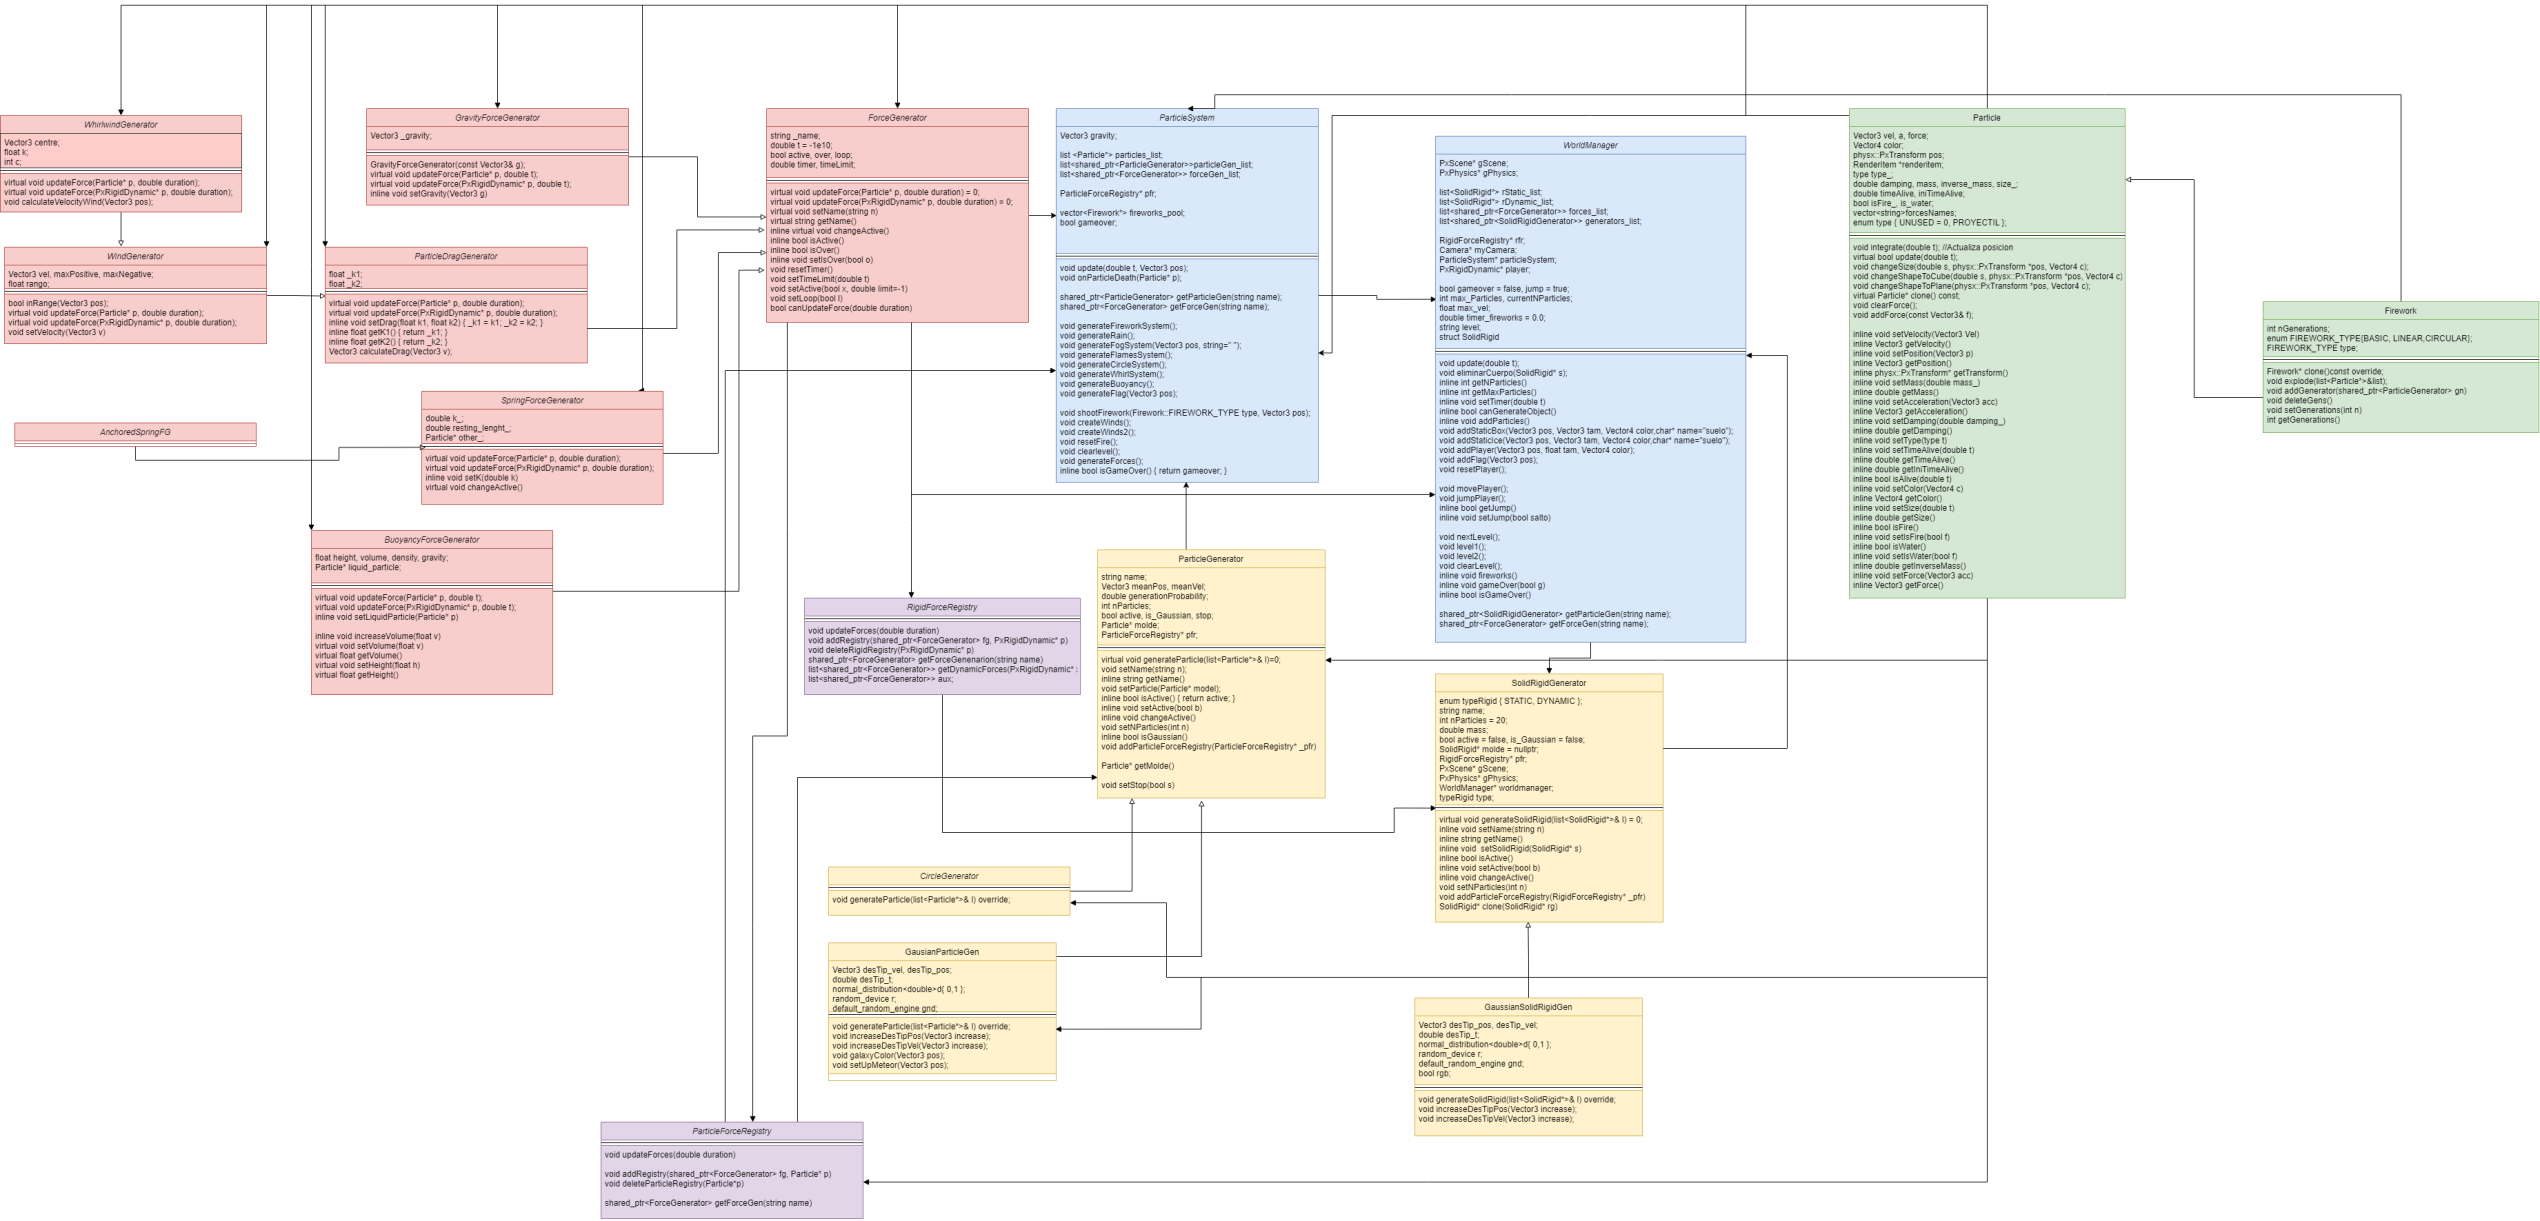 WhirlwindGenerator
Vector3 centre;
float k;
int c;
virtual void updateForce(Particle* p, double duration);
virtual void updateForce(PxRigidDynamic* p, double duration);
void calculateVelocityWind(Vector3 pos);
WindGenerator
Vector3 vel, maxPositive, maxNegative;
float rango;
bool inRange(Vector3 pos);
virtual void updateForce(Particle* p, double duration);
virtual void updateForce(PxRigidDynamic* p, double duration);
void setVelocity(Vector3 v)
AnchoredSpringFG
GravityForceGenerator
Vector3 _gravity;
GravityForceGenerator(const Vector3& g);
virtual void updateForce(Particle* p, double t);
virtual void updateForce(PxRigidDynamic* p, double t);
inline void setGravity(Vector3 g)
ParticleDragGenerator
float _k1;
float _k2;
virtual void updateForce(Particle* p, double duration);
virtual void updateForce(PxRigidDynamic* p, double duration);
inline void setDrag(float k1, float k2) { _k1 = k1; _k2 = k2; }
inline float getK1() { return _k1; }
inline float getK2() { return _k2; }
Vector3 calculateDrag(Vector3 v);
SpringForceGenerator
double k_;
double resting_lenght_;
Particle* other_;
virtual void updateForce(Particle* p, double duration);
virtual void updateForce(PxRigidDynamic* p, double duration);
inline void setK(double k)
virtual void changeActive()
BuoyancyForceGenerator
float height, volume, density, gravity;
Particle* liquid_particle;
virtual void updateForce(Particle* p, double t);
virtual void updateForce(PxRigidDynamic* p, double t);
inline void setLiquidParticle(Particle* p)
inline void increaseVolume(float v)
virtual void setVolume(float v)
virtual float getVolume()
virtual void setHeight(float h)
virtual float getHeight()
ForceGenerator
string _name;
double t = -1e10;
bool active, over, loop;
double timer, timeLimit;
virtual void updateForce(Particle* p, double duration) = 0;
virtual void updateForce(PxRigidDynamic* p, double duration) = 0;
virtual void setName(string n)
virtual string getName()
inline virtual void changeActive()
inline bool isActive()
inline bool isOver()
inline void setIsOver(bool o)
void resetTimer()
void setTimeLimit(double t)
void setActive(bool x, double limit=-1)
void setLoop(bool l)
bool canUpdateForce(double duration)
RigidForceRegistry
void updateForces(double duration)
void addRegistry(shared_ptr<ForceGenerator> fg, PxRigidDynamic* p)
void deleteRigidRegistry(PxRigidDynamic* p)
shared_ptr<ForceGenerator> getForceGenenarion(string name)
list<shared_ptr<ForceGenerator>> getDynamicForces(PxRigidDynamic*
list<shared_ptr<ForceGenerator>> aux;
ParticleSystem
Vector3 gravity;
list <Particle*> particles_list;
list<shared_ptr<ParticleGenerator>>particleGen_list;
list<shared_ptr<ForceGenerator>> forceGen_list;
ParticleForceRegistry* pfr;
vector<Firework*> fireworks_pool;
bool gameover;
void update(double t, Vector3 pos);
void onParticleDeath(Particle* p);
shared_ptr<ParticleGenerator> getParticleGen(string name);
shared_ptr<ForceGenerator> getForceGen(string name);
void generateFireworkSystem();
void generateRain();
void generateFogSystem(Vector3 pos, string=" ");
void generateFlamesSystem();
void generateCircleSystem();
void generateWhirlSystem();
void generateBuoyancy();
void generateFlag(Vector3 pos);
void shootFirework(Firework::FIREWORK_TYPE type, Vector3 pos);
void createWinds();
void createWinds2();
void resetFire();
void clearlevel();
void generateForces();
inline bool isGameOver() { return gameover; }
ParticleGenerator
string name;
Vector3 meanPos, meanVel;
double generationProbability;
int nParticles;
bool active, is_Gaussian, stop;
Particle* molde;
ParticleForceRegistry* pfr;
virtual void generateParticle(list<Particle*>& l)=0;
void setName(string n);
inline string getName()
void setParticle(Particle* model);
inline bool isActive() { return active; }
inline void setActive(bool b)
inline void changeActive()
void setNParticles(int n)
inline bool isGaussian()
void addParticleForceRegistry(ParticleForceRegistry* _pfr)
Particle* getMolde()
void setStop(bool s)
CircleGenerator
void generateParticle(list<Particle*>& l) override;
GausianParticleGen
Vector3 desTip_vel, desTip_pos;
double desTip_t;
normal_distribution<double>d{ 0,1 };
random_device r;
default_random_engine gnd;
void generateParticle(list<Particle*>& l) override;
void increaseDesTipPos(Vector3 increase);
void increaseDesTipVel(Vector3 increase);
void galaxyColor(Vector3 pos);
void setUpMeteor(Vector3 pos);
ParticleForceRegistry
void updateForces(double duration)
void addRegistry(shared_ptr<ForceGenerator> fg, Particle* p)
void deleteParticleRegistry(Particle*p)
shared_ptr<ForceGenerator> getForceGen(string name)
WorldManager
PxScene* gScene;
PxPhysics* gPhysics;
list<SolidRigid*> rStatic_list;
list<SolidRigid*> rDynamic_list;
list<shared_ptr<ForceGenerator>> forces_list;
list<shared_ptr<SolidRigidGenerator>> generators_list;
RigidForceRegistry* rfr;
Camera* myCamera;
ParticleSystem* particleSystem;
PxRigidDynamic* player;
bool gameover = false, jump = true;
int max_Particles, currentNParticles;
float max_vel;
double timer_fireworks = 0.0;
string level;
struct SolidRigid
void update(double t);
void eliminarCuerpo(SolidRigid* s);
inline int getNParticles()
inline int getMaxParticles()
inline void setTimer(double t)
inline bool canGenerateObject()
inline void addParticles()
void addStaticBox(Vector3 pos, Vector3 tam, Vector4 color,char* name="suelo");
void addStaticIce(Vector3 pos, Vector3 tam, Vector4 color,char* name="suelo");
void addPlayer(Vector3 pos, float tam, Vector4 color);
void addFlag(Vector3 pos);
void resetPlayer();
void movePlayer();
void jumpPlayer();
inline bool getJump()
inline void setJump(bool salto)
void nextLevel();
void level1();
void level2();
void clearLevel();
inline void fireworks()
inline void gameOver(bool g)
inline bool isGameOver()
shared_ptr<SolidRigidGenerator> getParticleGen(string name);
shared_ptr<ForceGenerator> getForceGen(string name);
SolidRigidGenerator
enum typeRigid { STATIC, DYNAMIC };
string name;
int nParticles = 20;
double mass;
bool active = false, is_Gaussian = false;
SolidRigid* molde = nullptr;
RigidForceRegistry* pfr;
PxScene* gScene;
PxPhysics* gPhysics;
WorldManager* worldmanager;
typeRigid type;
virtual void generateSolidRigid(list<SolidRigid*>& l) = 0;
inline void setName(string n)
inline string getName()
inline void  setSolidRigid(SolidRigid* s)
inline bool isActive()
inline void setActive(bool b)
inline void changeActive()
void setNParticles(int n)
void addParticleForceRegistry(RigidForceRegistry* _pfr)
SolidRigid* clone(SolidRigid* rg)
GaussianSolidRigidGen
Vector3 desTip_pos, desTip_vel;
double desTip_t;
normal_distribution<double>d{ 0,1 };
random_device r;
default_random_engine gnd;
bool rgb;
void generateSolidRigid(list<SolidRigid*>& l) override;
void increaseDesTipPos(Vector3 increase);
void increaseDesTipVel(Vector3 increase);
Particle
Vector3 vel, a, force;
Vector4 color;
physx::PxTransform pos;
RenderItem *renderitem;
type type_;
double damping, mass, inverse_mass, size_;
double timeAlive, iniTimeAlive;
bool isFire_, is_water;
vector<string>forcesNames;
enum type { UNUSED = 0, PROYECTIL };
void integrate(double t); //Actualiza posicion
virtual bool update(double t);
void changeSize(double s, physx::PxTransform *pos, Vector4 c);
void changeShapeToCube(double s, physx::PxTransform *pos, Vector4 c)
void changeShapeToPlane(physx::PxTransform *pos, Vector4 c);
virtual Particle* clone() const;
void clearForce();
void addForce(const Vector3& f);
inline void setVelocity(Vector3 Vel)
inline Vector3 getVelocity()
inline void setPosition(Vector3 p)
inline Vector3 getPosition()
inline physx::PxTransform* getTransform()
inline void setMass(double mass_)
inline double getMass()
inline void setAcceleration(Vector3 acc)
inline Vector3 getAcceleration()
inline void setDamping(double damping_)
inline double getDamping()
inline void setType(type t)
inline void setTimeAlive(double t)
inline double getTimeAlive()
inline double getIniTimeAlive()
inline bool isAlive(double t)
inline void setColor(Vector4 c)
inline Vector4 getColor()
inline void setSize(double t)
inline double getSize()
inline bool isFire()
inline void setIsFire(bool f)
inline bool isWater()
inline void setIsWater(bool f)
inline double getInverseMass()
inline void setForce(Vector3 acc)
inline Vector3 getForce()
Firework
int nGenerations;
enum FIREWORK_TYPE{BASIC, LINEAR,CIRCULAR};
FIREWORK_TYPE type;
Firework* clone()const override;
void explode(list<Particle*>&list);
void addGenerator(shared_ptr<ParticleGenerator> gn)
void deleteGens()
void setGenerations(int n)
int getGenerations()